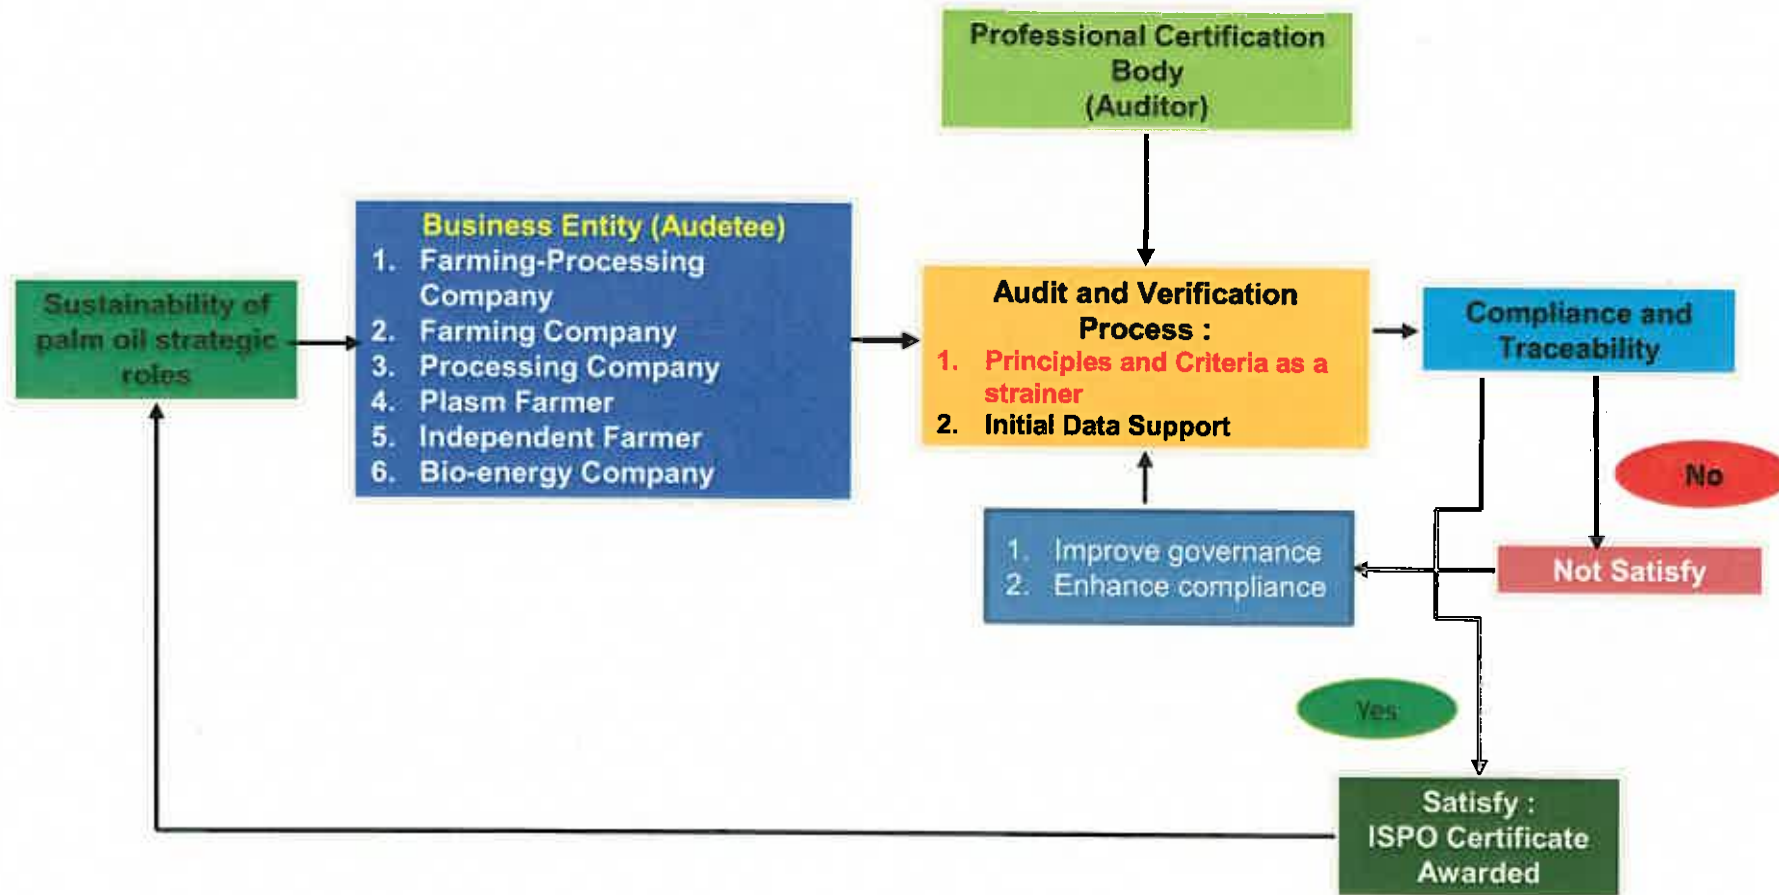 Professional Certification
Body
(Auditor)
Business Entity (Audetee)
1. Farming-Processing
Company
2. Farming Company
3. Processing Company
4. Plasm Farmer
5. Independent Farmer
6. Bio-energy Company
Sustainability of
palm oil strategic
roles
Audit and Verification
Process :
1. Principles and Criteria as a
strainer
2. Initial Data Support
Compliance and
Traceability
No
1. Improve governance
2. Enhance compliance
Not Satisfy
Yes
Satisfy :
ISPO Certificate
Awarded